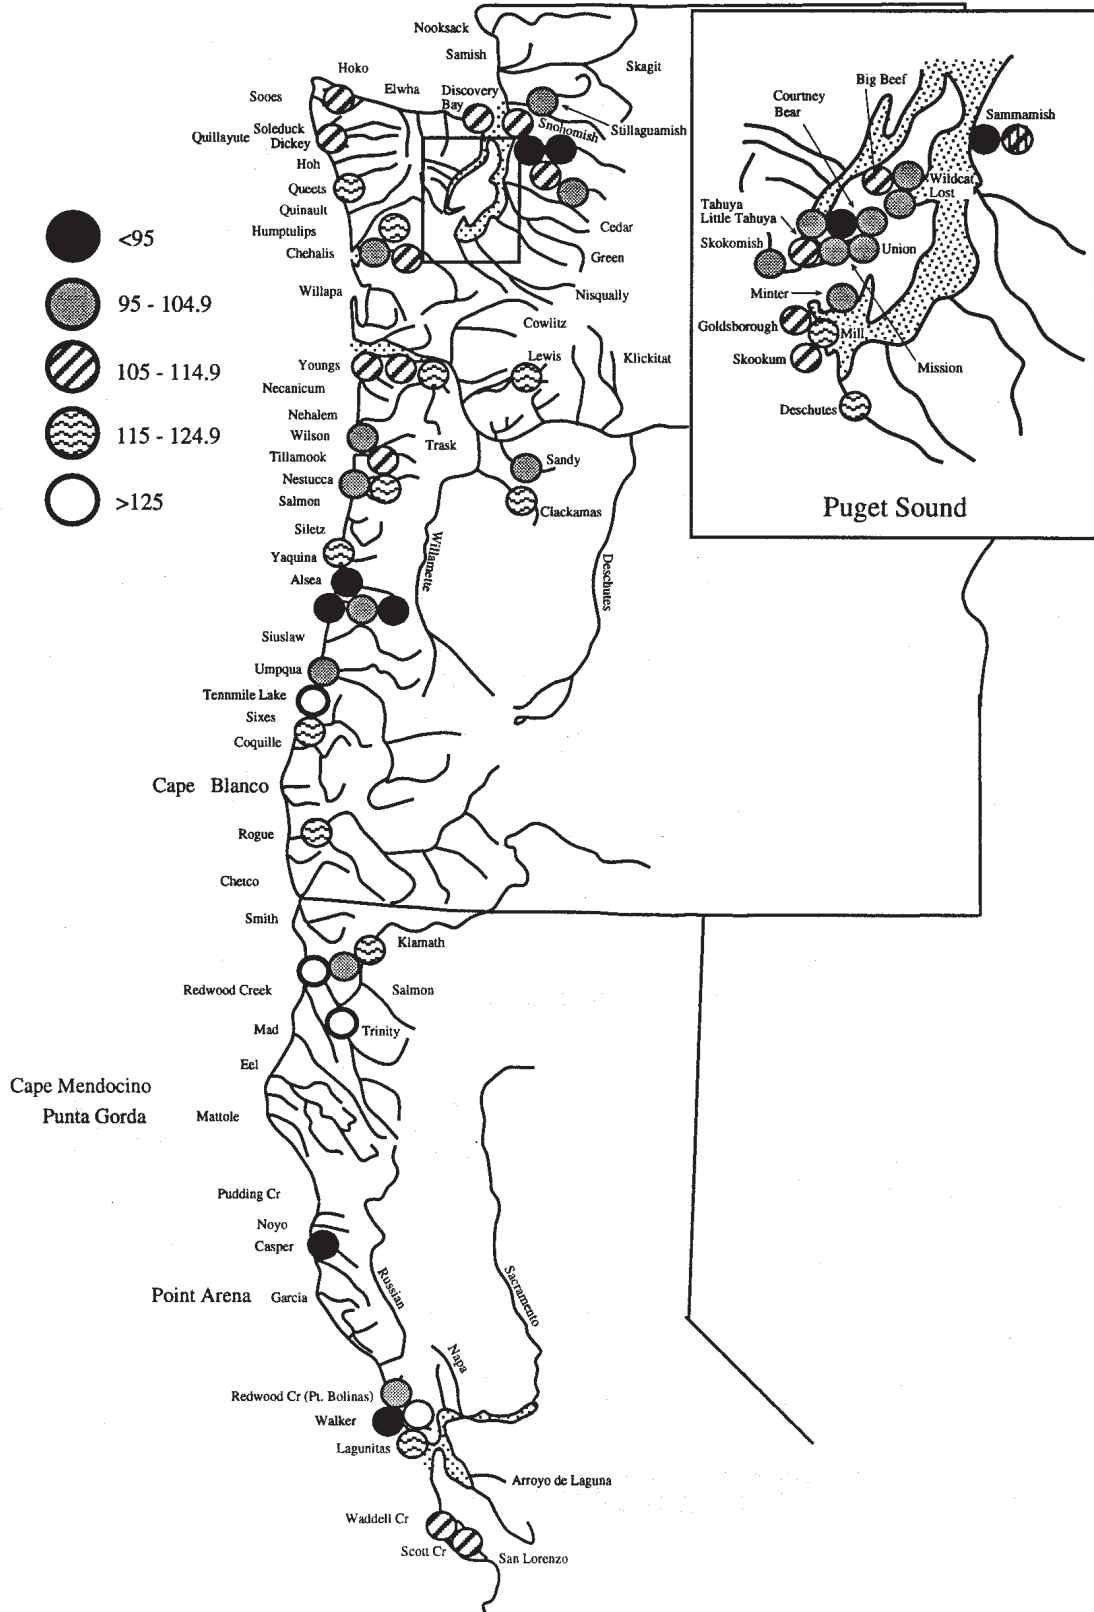 Nooksack
Samish
Skagit
Hoko
Elwha
Discovery
Bay
Sooes
Snohomish
Stillaguamish
Soleduck
Quillayute
Dickey
Hoh
Queets
Quinault
Humptulips
Chehalis
Cedar
Green
Willapa
Nisqually
Cowlitz
Lewis
Klickitat
Youngs
Necanicum
Nehalem
Wilson
Trask
Tillamook
Sandy
Nestucca
Salmon
Clackamas
Siletz
Yaquina
Willamette
Deschutes
Alsea
Siuslaw
Umpqua
Tennmile Lake
Sixes
Coquille
Cape Blanco
Rogue
Chetco
Smith
Klamath
Redwood Creek
Salmon
Mad
Trinity
Eel
Cape Mendocino
Punta Gorda
Mattole
Pudding Cr
Noyo
Casper
Point Arena
Garcia
Russian
Sacramento
Napa
Redwood Cr (Pt. Bolinas)
Walker
Lagunitas
Arroyo de Laguna
Waddell Cr
Scott Cr
San Lorenzo
<95
95 - 104.9
105 - 114.9
115 - 124.9
>125
Big Beef
Courtney
Bear
Sammamish
Wildcat
Lost
Tahuya
Little Tahuya
Skokomish
Union
Minter
Goldsborough
Mill
Skookum
Mission
Deschutes
Puget Sound